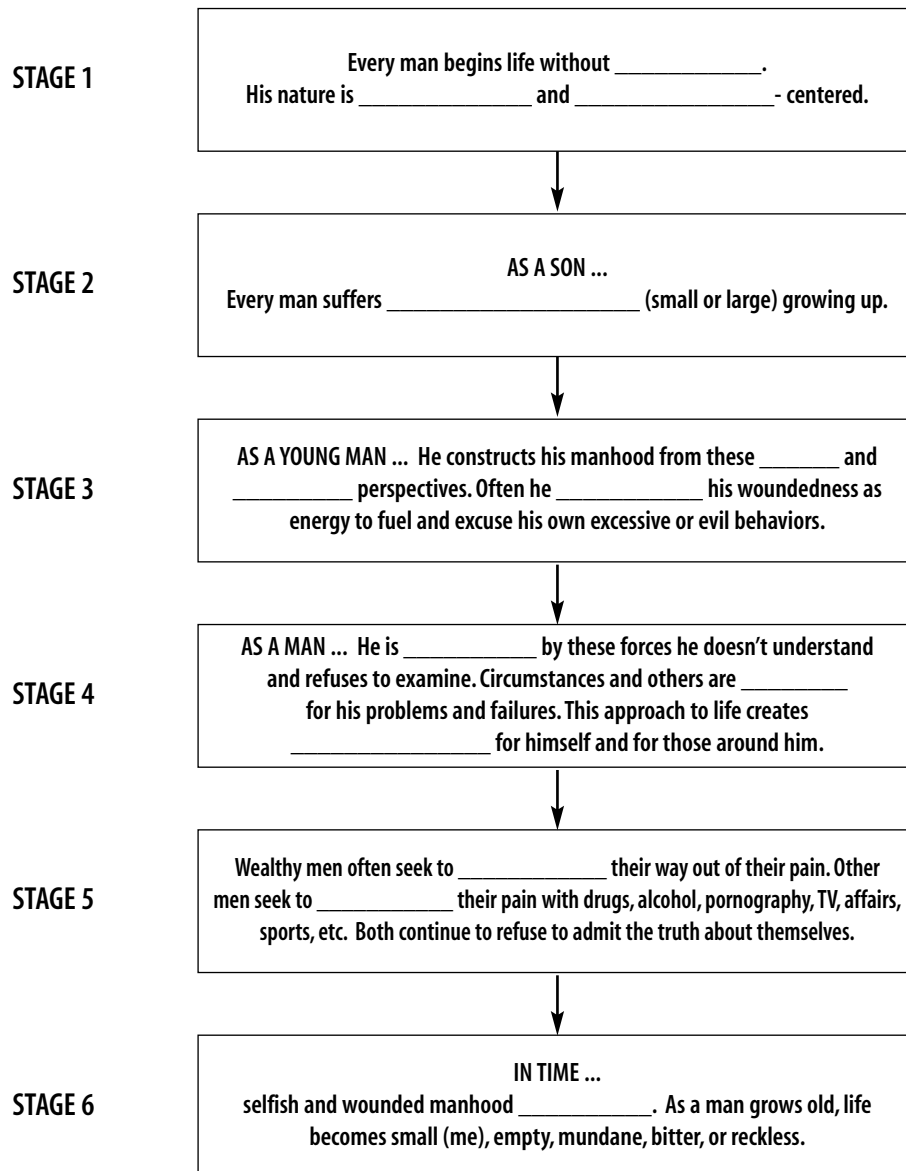 STAGE 1
Every man begins life without ___________.
His nature is _____________ and _______________- centered.
STAGE 2
AS A SON ...
Every man suffers ___________________ (small or large) growing up.
STAGE 3
AS A YOUNG MAN ... He constructs his manhood from these ______ and
_________ perspectives. Often he ___________ his woundedness as
energy to fuel and excuse his own excessive or evil behaviors.
STAGE 4
AS A MAN ... He is __________ by these forces he doesn't understand
and refuses to examine. Circumstances and others are ________
for his problems and failures. This approach to life creates
_______________ for himself and for those around him.
STAGE 5
Wealthy men often seek to ___________ their way out of their pain. Other
men seek to __________ their pain with drugs, alcohol, pornography, TV, affairs,
sports, etc. Both continue to refuse to admit the truth about themselves.
STAGE 6
IN TIME ...
selfish and wounded manhood __________. As a man grows old, life
becomes small (me), empty, mundane, bitter, or reckless.